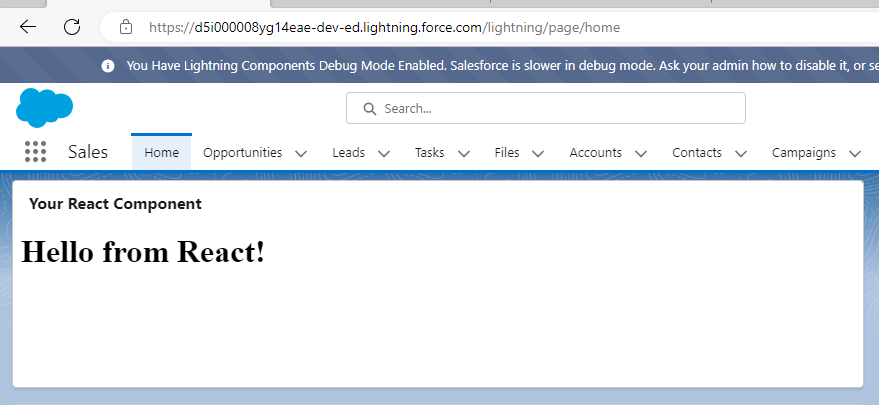 https://d5i000008yg14eae-dev-ed.lightning.force.com/lightning/page/home
You Have Lightning Components Debug Mode Enabled. Salesforce is slower in debug mode. Ask your admin how to disable it, or se
Search...
Sales Home Opportunities Leads Tasks Files Accounts Contacts Campaigns
Your React Component
Hello from React!